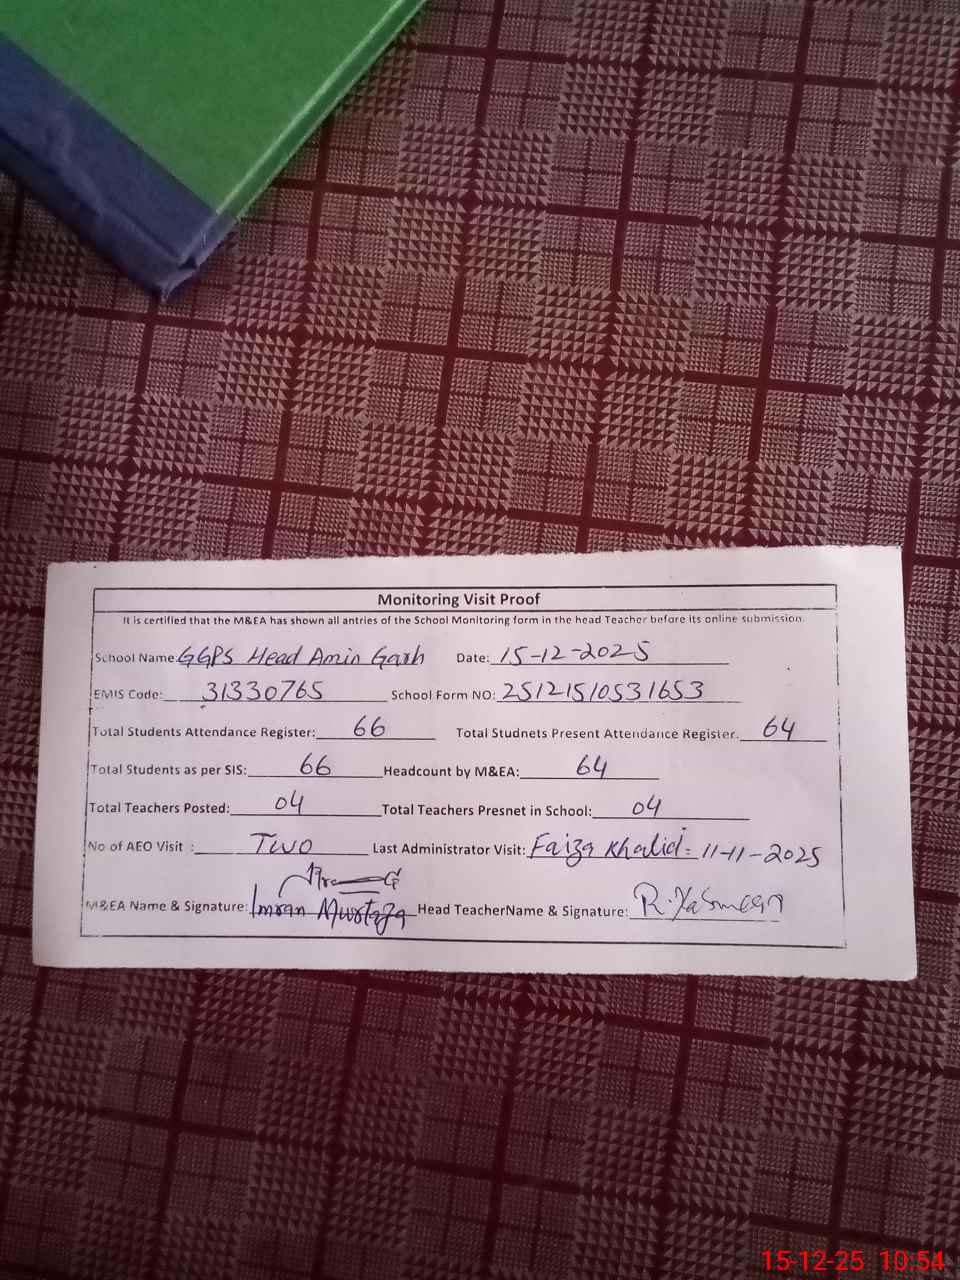 Monitoring Visit Proof
It is certified that the M&EA has shown all antries of the School Monitoring form in the head Teacher before its online submission.
School Name: GGPS Head Amin Garh Date: 15-12-2025
EMIS Code: 31330765 School Form NO: 25121510531653
Total Students Attendance Register: 66 Total Studnets Present Attendance Register. 64
Total Students as per SIS: 66 Headcount by M&EA: 64
Total Teachers Posted: 04 Total Teachers Presnet in School: 04
No of AEO Visit : Two Last Administrator Visit: Faiza Khalid: 11-11-2025
M&EA Name & Signature: Imran Murtaza Head TeacherName & Signature: R.Yasmeen
15-12-25 10:54